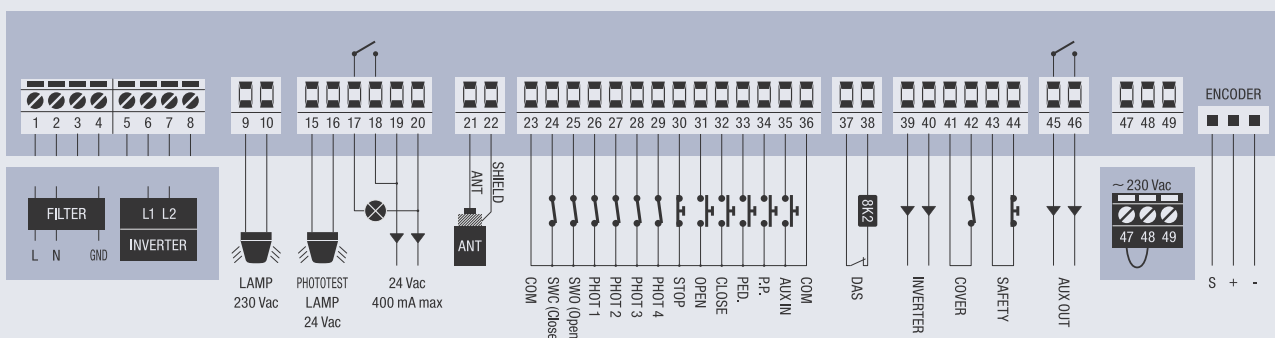 ENCODER
1 2 3 4 5 6 7 8
9 10
15 16 17 18 19 20
21 22
23 24 25 26 27 28 29 30 31 32 33 34 35 36
37 38
39 40 41 42 43 44
45 46
47 48 49
FILTER
L N GND
L1 L2
INVERTER
LAMP
230 Vac
PHOTOTEST
LAMP
24 Vac
24 Vac
400 mA max
ANT
SHIELD
ANT
COM
SWC (Close
SWO (Open
PHOT 1
PHOT 2
PHOT 3
PHOT 4
STOP
OPEN
CLOSE
PED.
P.P.
AUX IN
COM
8K2
DAS
INVERTER
COVER
SAFETY
AUX OUT
~ 230 Vac
47 48 49
S + -